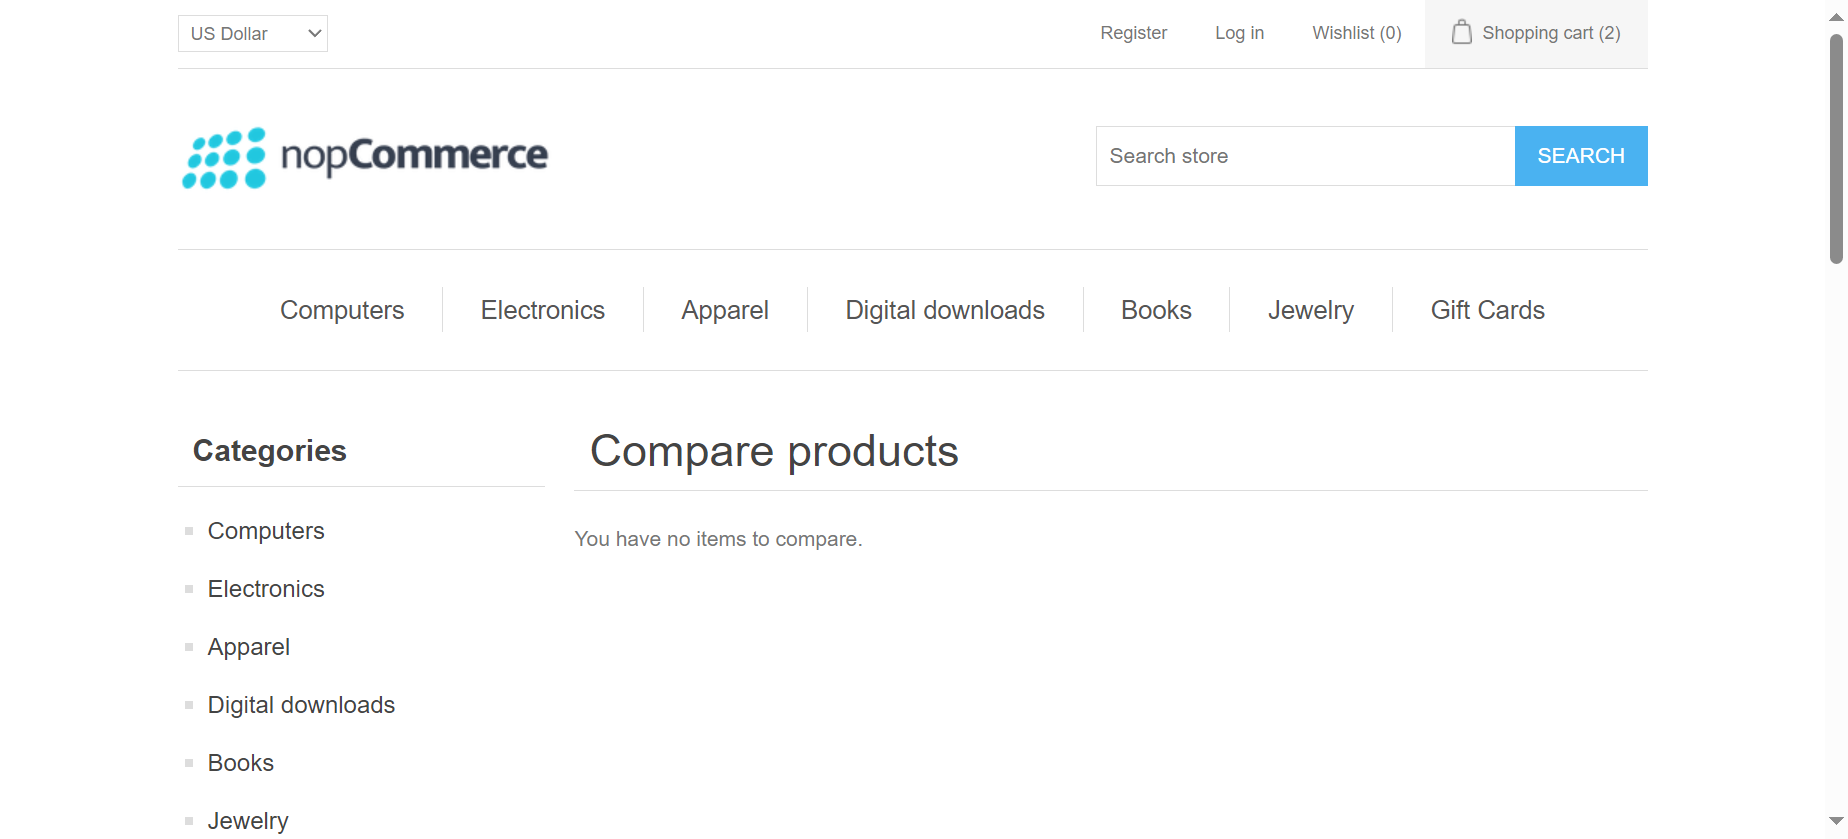 US Dollar
Register
Log in
Wishlist (0)
Shopping cart (2)
nopCommerce
Search store
SEARCH
Computers
Electronics
Apparel
Digital downloads
Books
Jewelry
Gift Cards
Categories
Computers
Electronics
Apparel
Digital downloads
Books
Jewelry
Compare products
You have no items to compare.